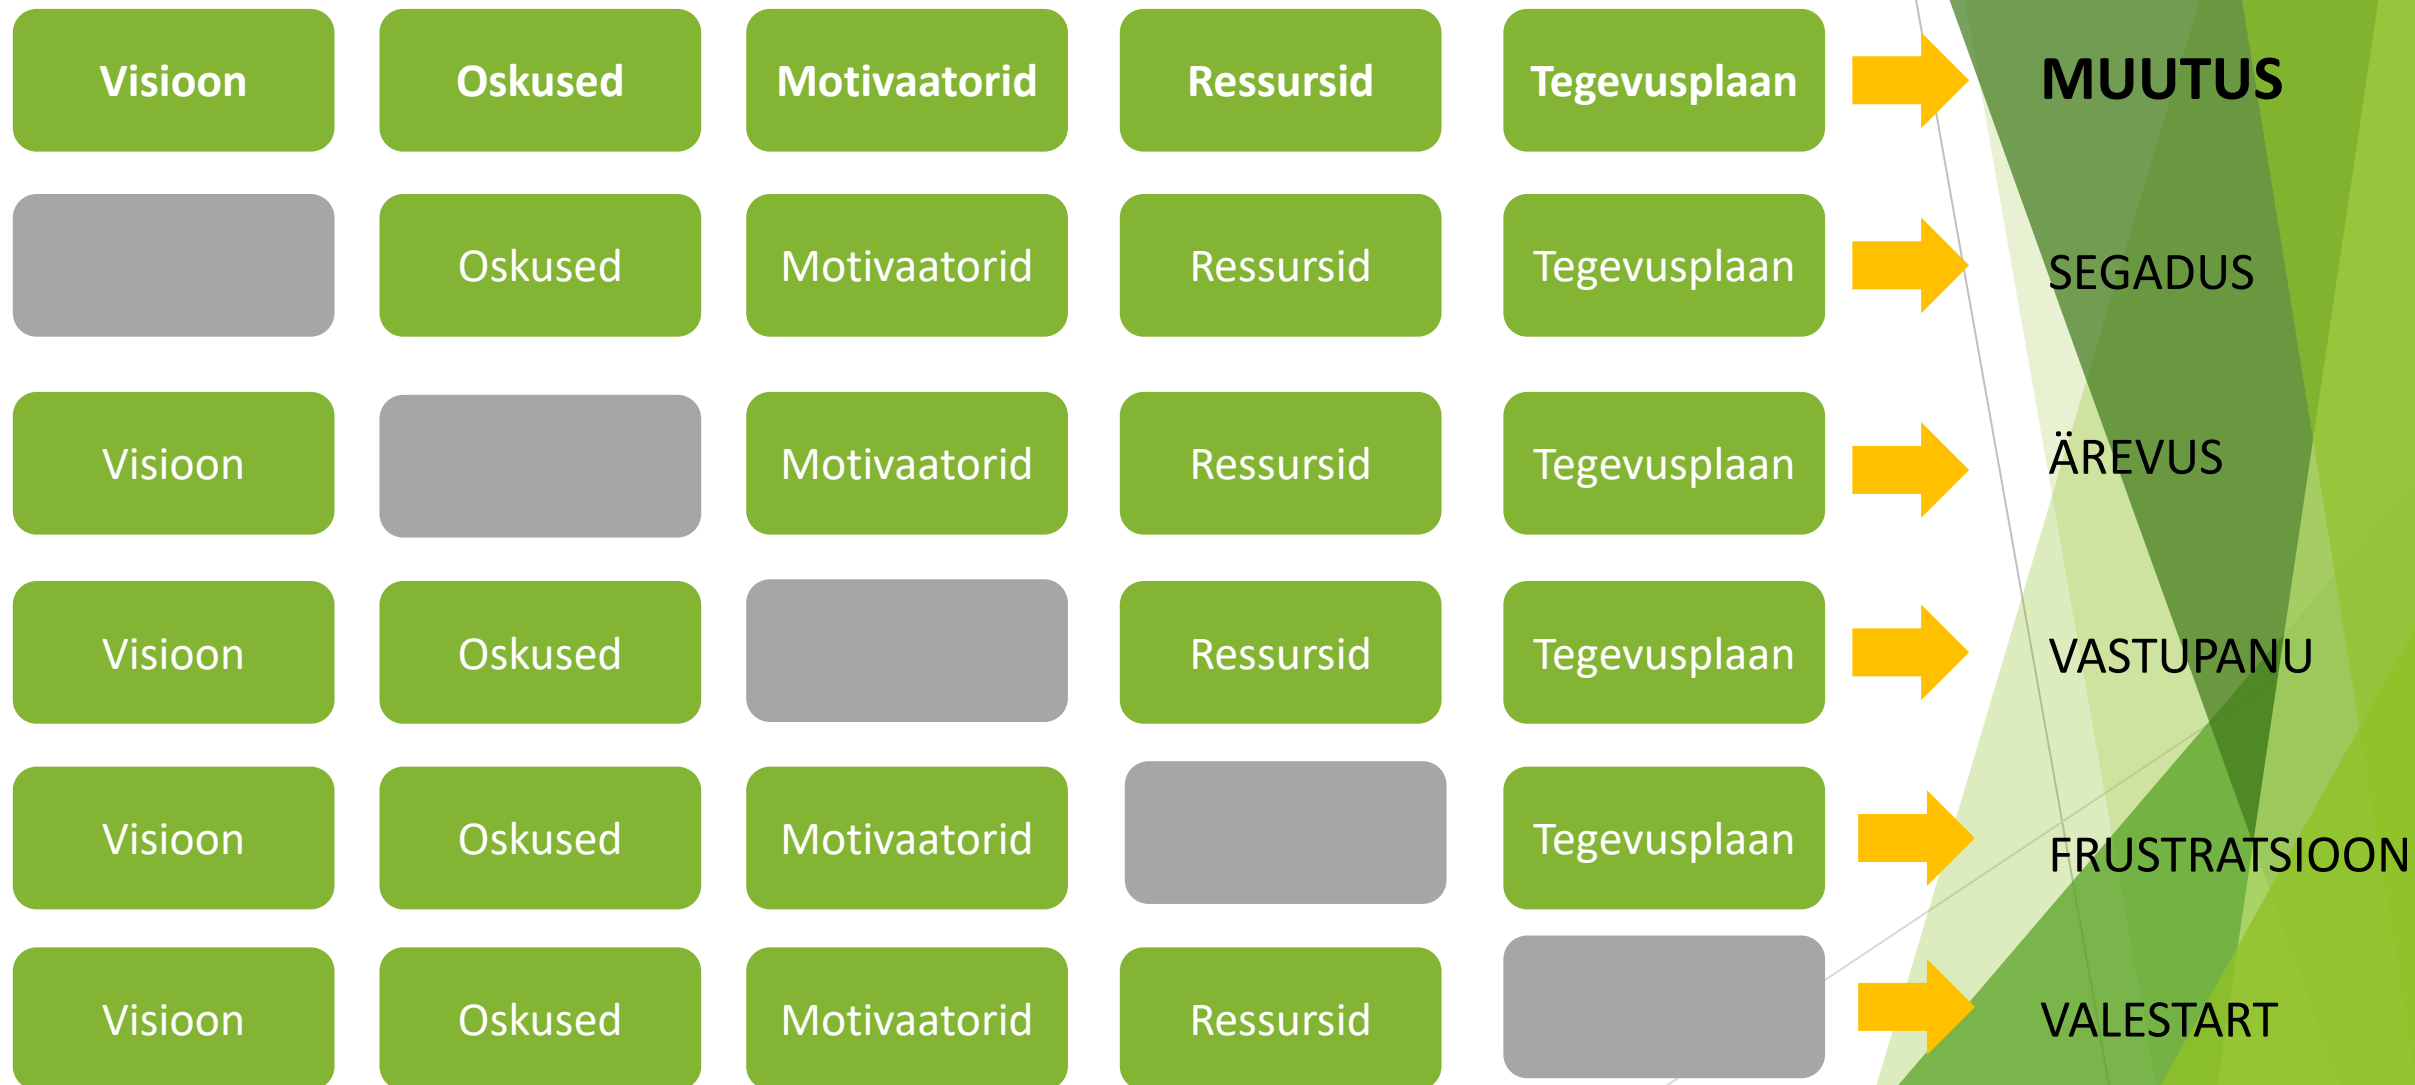 Visioon Oskused Motivaatorid Ressursid Tegevusplaan MUUTUS
Oskused Motivaatorid Ressursid Tegevusplaan SEGADUS
Visioon Motivaatorid Ressursid Tegevusplaan ÄREVUS
Visioon Oskused Ressursid Tegevusplaan VASTUPANU
Visioon Oskused Motivaatorid Tegevusplaan FRUSTRATSIOON
Visioon Oskused Motivaatorid Ressursid VALESTART